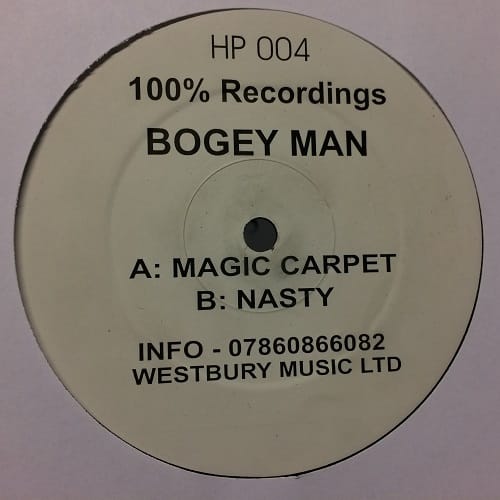 HP 004
100% Recordings
BOGEY MAN
A: MAGIC CARPET
B: NASTY
INFO - 07860866082
WESTBURY MUSIC LTD